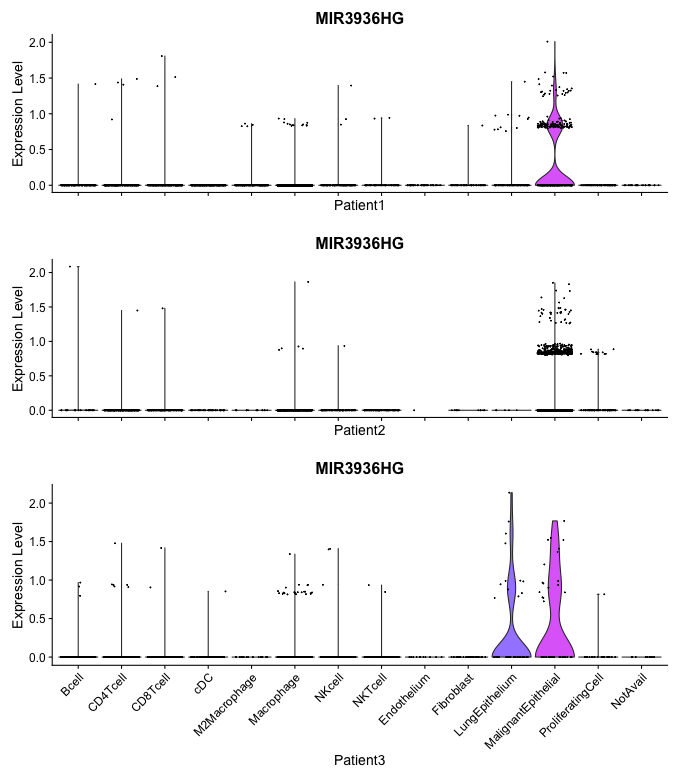 MIR3936HG
Expression Level
2.0
1.5
1.0
0.5
0.0
Patient1
MIR3936HG
Expression Level
2.0
1.5
1.0
0.5
0.0
Patient2
MIR3936HG
Expression Level
2.0
1.5
1.0
0.5
0.0
Bcell
CD4Tcell
CD8Tcell
cDC
M2Macrophage
Macrophage
NKcell
NKTcell
Endothelium
Fibroblast
LungEpithelium
MalignantEpithelial
ProliferatingCell
NotAvail
Patient3